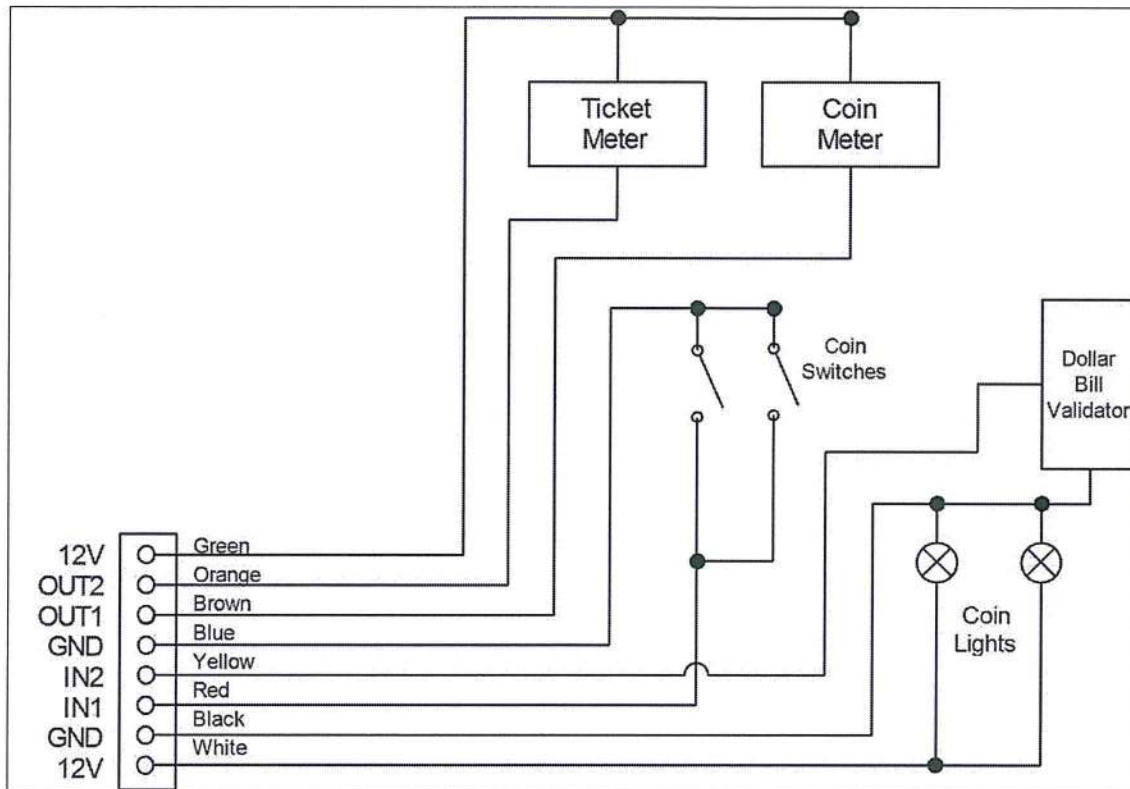 Ticket
Meter
Coin
Meter
Coin
Switches
Dollar
Bill
Validator
12V
Green
OUT2
Orange
OUT1
Brown
GND
Blue
IN2
Yellow
IN1
Red
GND
Black
12V
White
Coin
Lights